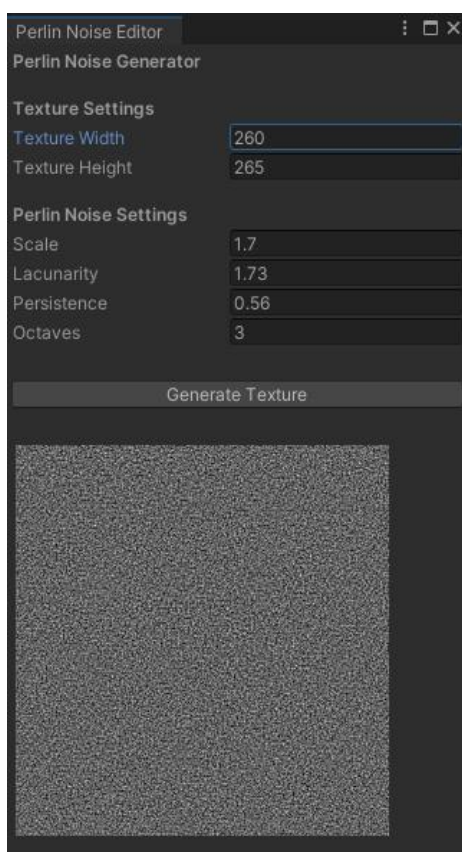 Perlin Noise Editor
Perlin Noise Generator
Texture Settings
Texture Width 260
Texture Height 265
Perlin Noise Settings
Scale 1.7
Lacunarity 1.73
Persistence 0.56
Octaves 3
Generate Texture